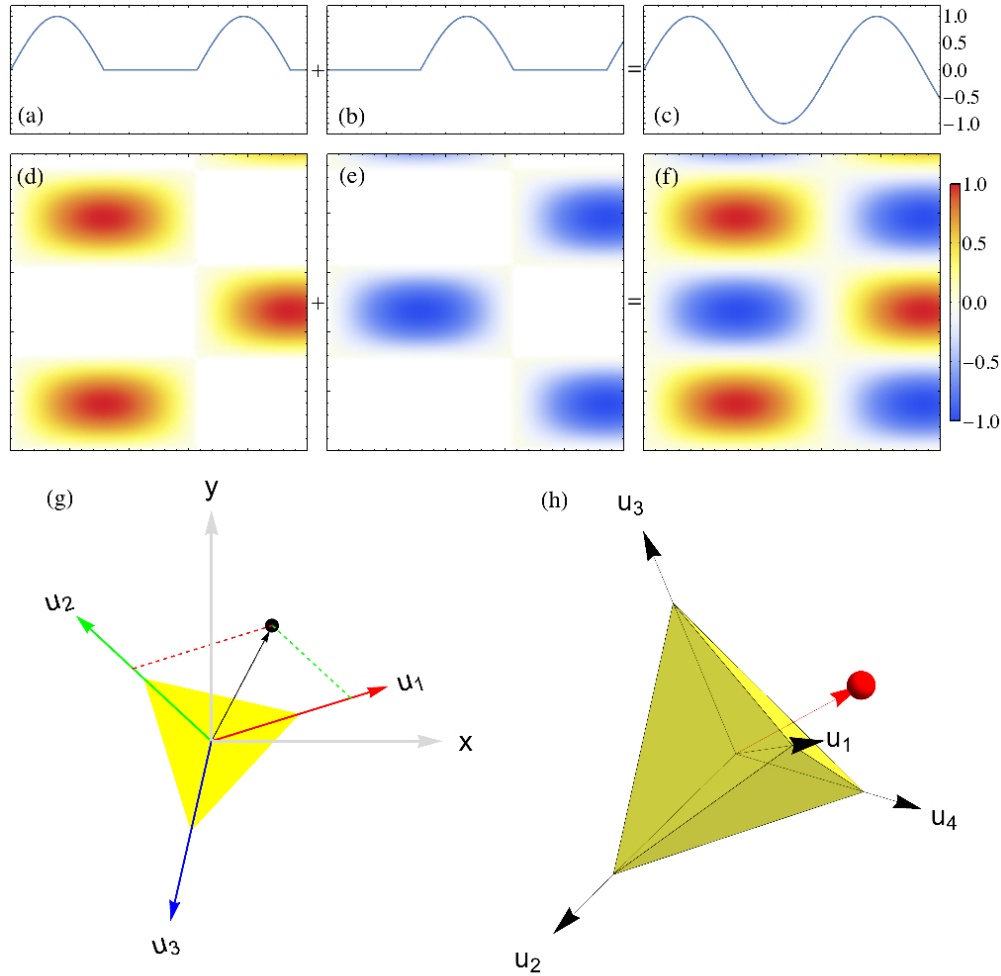 (a) + (b) = (c)
1.0
0.5
0.0
−0.5
−1.0
(d) + (e) = (f)
1.0
0.5
0.0
−0.5
−1.0
(g)
y
x
u1
u2
u3
(h)
u3
u1
u4
u2